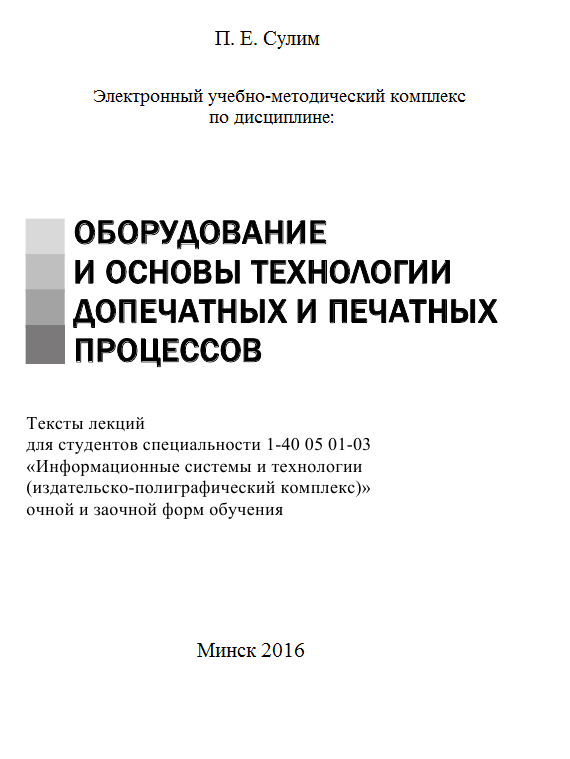 П. Е. Сулим
Электронный учебно-методический комплекс
по дисциплине:
ОБОРУДОВАНИЕ
И ОСНОВЫ ТЕХНОЛОГИИ
ДОПЕЧАТНЫХ И ПЕЧАТНЫХ
ПРОЦЕССОВ
Тексты лекций
для студентов специальности 1-40 05 01-03
«Информационные системы и технологии
(издательско-полиграфический комплекс)»
очной и заочной форм обучения
Минск 2016